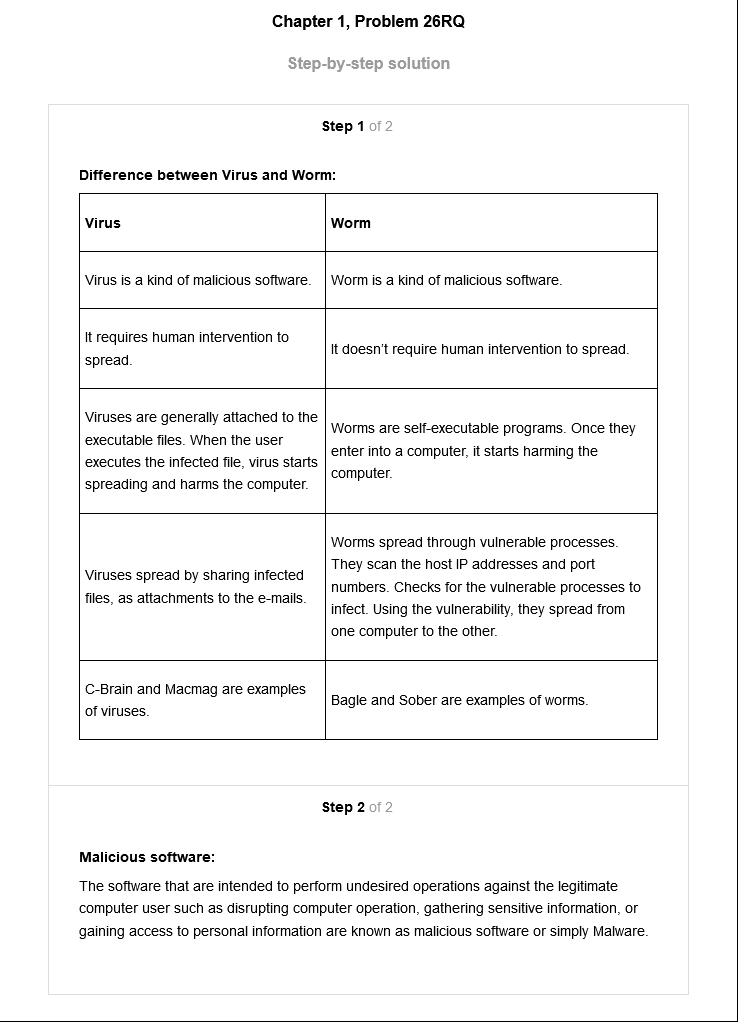 Chapter 1, Problem 26RQ
Step-by-step solution
Step 1 of 2
Difference between Virus and Worm:
Virus
Worm
Virus is a kind of malicious software.
Worm is a kind of malicious software.
It requires human intervention to
spread.
It doesn't require human intervention to spread.
Viruses are generally attached to the
executable files. When the user
executes the infected file, virus starts
spreading and harms the computer.
Worms are self-executable programs. Once they
enter into a computer, it starts harming the
computer.
Viruses spread by sharing infected
files, as attachments to the e-mails.
Worms spread through vulnerable processes.
They scan the host IP addresses and port
numbers. Checks for the vulnerable processes to
infect. Using the vulnerability, they spread from
one computer to the other.
C-Brain and Macmag are examples
of viruses.
Bagle and Sober are examples of worms.
Step 2 of 2
Malicious software:
The software that are intended to perform undesired operations against the legitimate
computer user such as disrupting computer operation, gathering sensitive information, or
gaining access to personal information are known as malicious software or simply Malware.